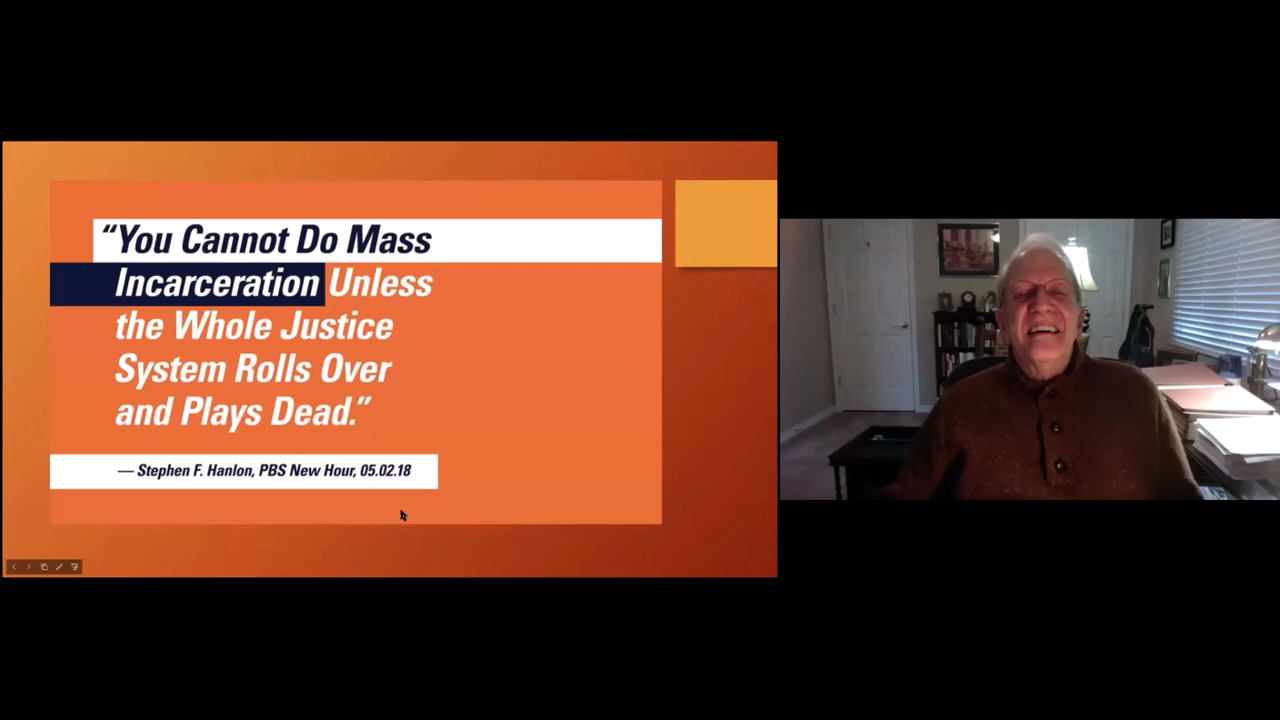 “You Cannot Do Mass
Incarceration Unless
the Whole Justice
System Rolls Over
and Plays Dead.”
— Stephen F. Hanlon, PBS New Hour, 05.02.18